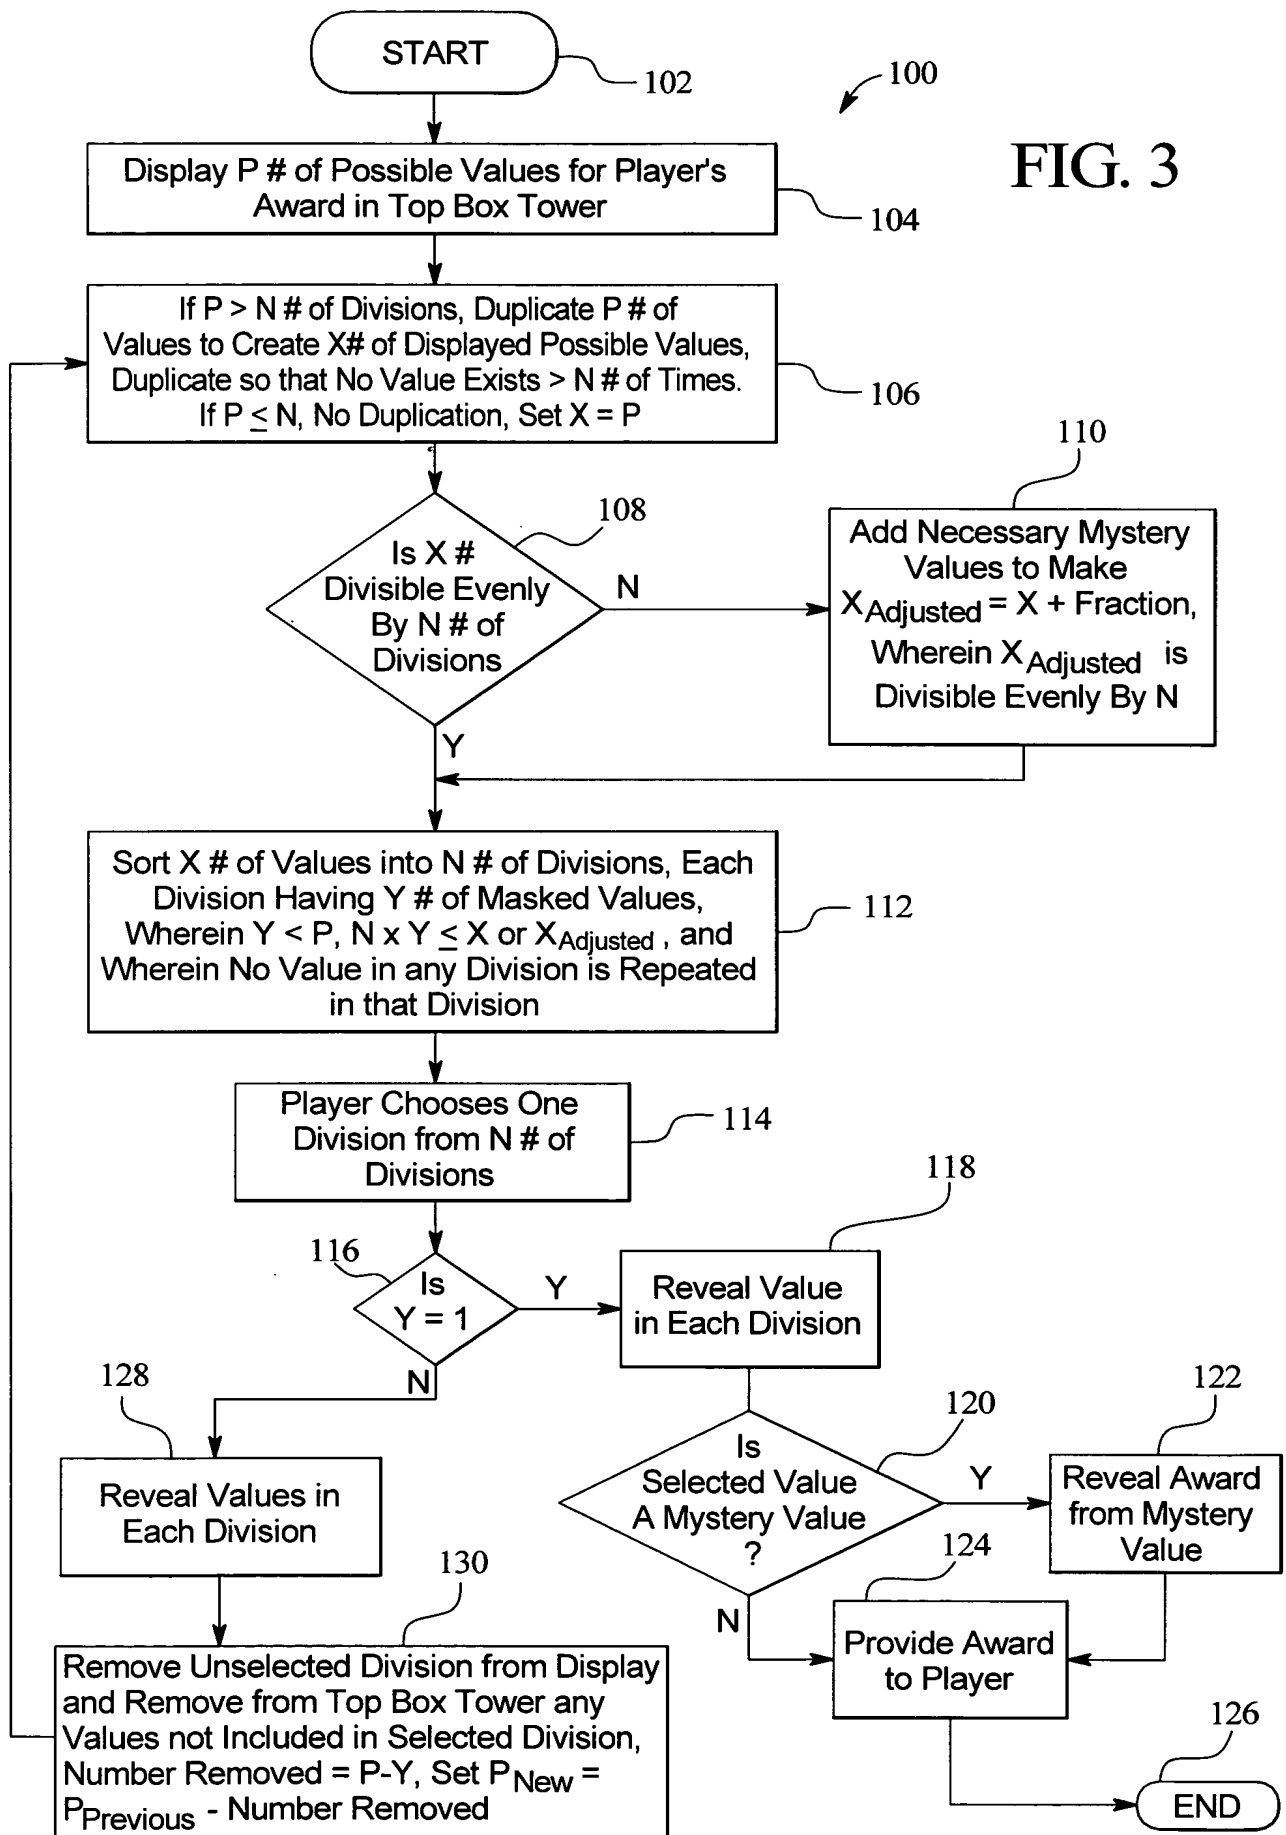 START
102
100
FIG. 3
Display P # of Possible Values for Player's
Award in Top Box Tower
104
If P > N # of Divisions, Duplicate P # of
Values to Create X# of Displayed Possible Values,
Duplicate so that No Value Exists > N # of Times.
If P ≤ N, No Duplication, Set X = P
106
108
Is X #
Divisible Evenly
By N # of
Divisions
N
Y
110
Add Necessary Mystery
Values to Make
XAdjusted = X + Fraction,
Wherein XAdjusted is
Divisible Evenly By N
Sort X # of Values into N # of Divisions, Each
Division Having Y # of Masked Values,
Wherein Y < P, N x Y ≤ X or XAdjusted , and
Wherein No Value in any Division is Repeated
in that Division
112
Player Chooses One
Division from N # of
Divisions
114
116
Is
Y = 1
Y
N
118
Reveal Value
in Each Division
120
Is
Selected Value
A Mystery Value
?
Y
N
122
Reveal Award
from Mystery
Value
124
Provide Award
to Player
126
END
128
Reveal Values in
Each Division
130
Remove Unselected Division from Display
and Remove from Top Box Tower any
Values not Included in Selected Division,
Number Removed = P-Y, Set PNew =
PPrevious - Number Removed